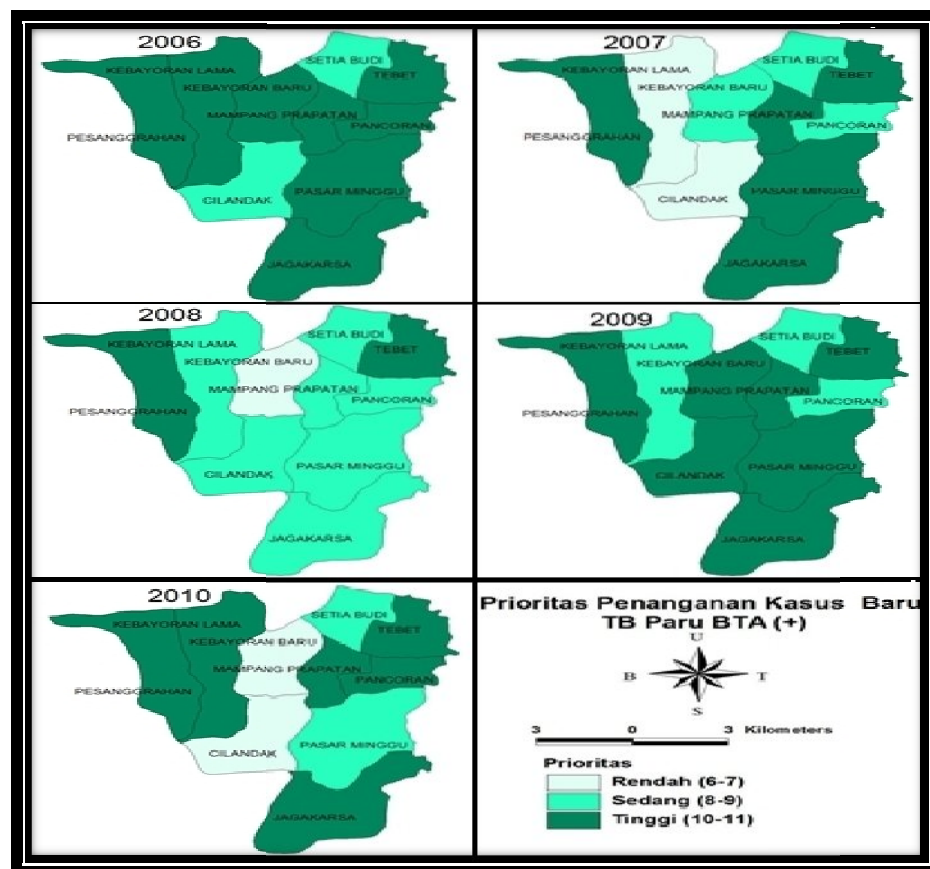 2006
SETIA BUDI
KEBAYORAN LAMA
TEBET
KEBAYORAN BARU
MAMPANG PRAPATAN
PANCORAN
PESANGGRAHAN
PASAR MINGGU
CILANDAK
JAGAKARSA
2007
SETIA BUDI
KEBAYORAN LAMA
TEBET
KEBAYORAN BARU
MAMPANG PRAPATAN
PANCORAN
PESANGGRAHAN
PASAR MINGGU
CILANDAK
JAGAKARSA
2008
SETIA BUDI
KEBAYORAN LAMA
TEBET
KEBAYORAN BARU
MAMPANG PRAPATAN
PANCORAN
PESANGGRAHAN
PASAR MINGGU
CILANDAK
JAGAKARSA
2009
SETIA BUDI
KEBAYORAN LAMA
TEBET
KEBAYORAN BARU
MAMPANG PRAPATAN
PANCORAN
PESANGGRAHAN
PASAR MINGGU
CILANDAK
JAGAKARSA
2010
SETIA BUDI
KEBAYORAN LAMA
TEBET
KEBAYORAN BARU
MAMPANG PRAPATAN
PANCORAN
PESANGGRAHAN
PASAR MINGGU
CILANDAK
JAGAKARSA
Prioritas Penanganan Kasus Baru
TB Paru BTA (+)
U
B T
S
3 0 3 Kilometers
Prioritas
Rendah (6-7)
Sedang (8-9)
Tinggi (10-11)